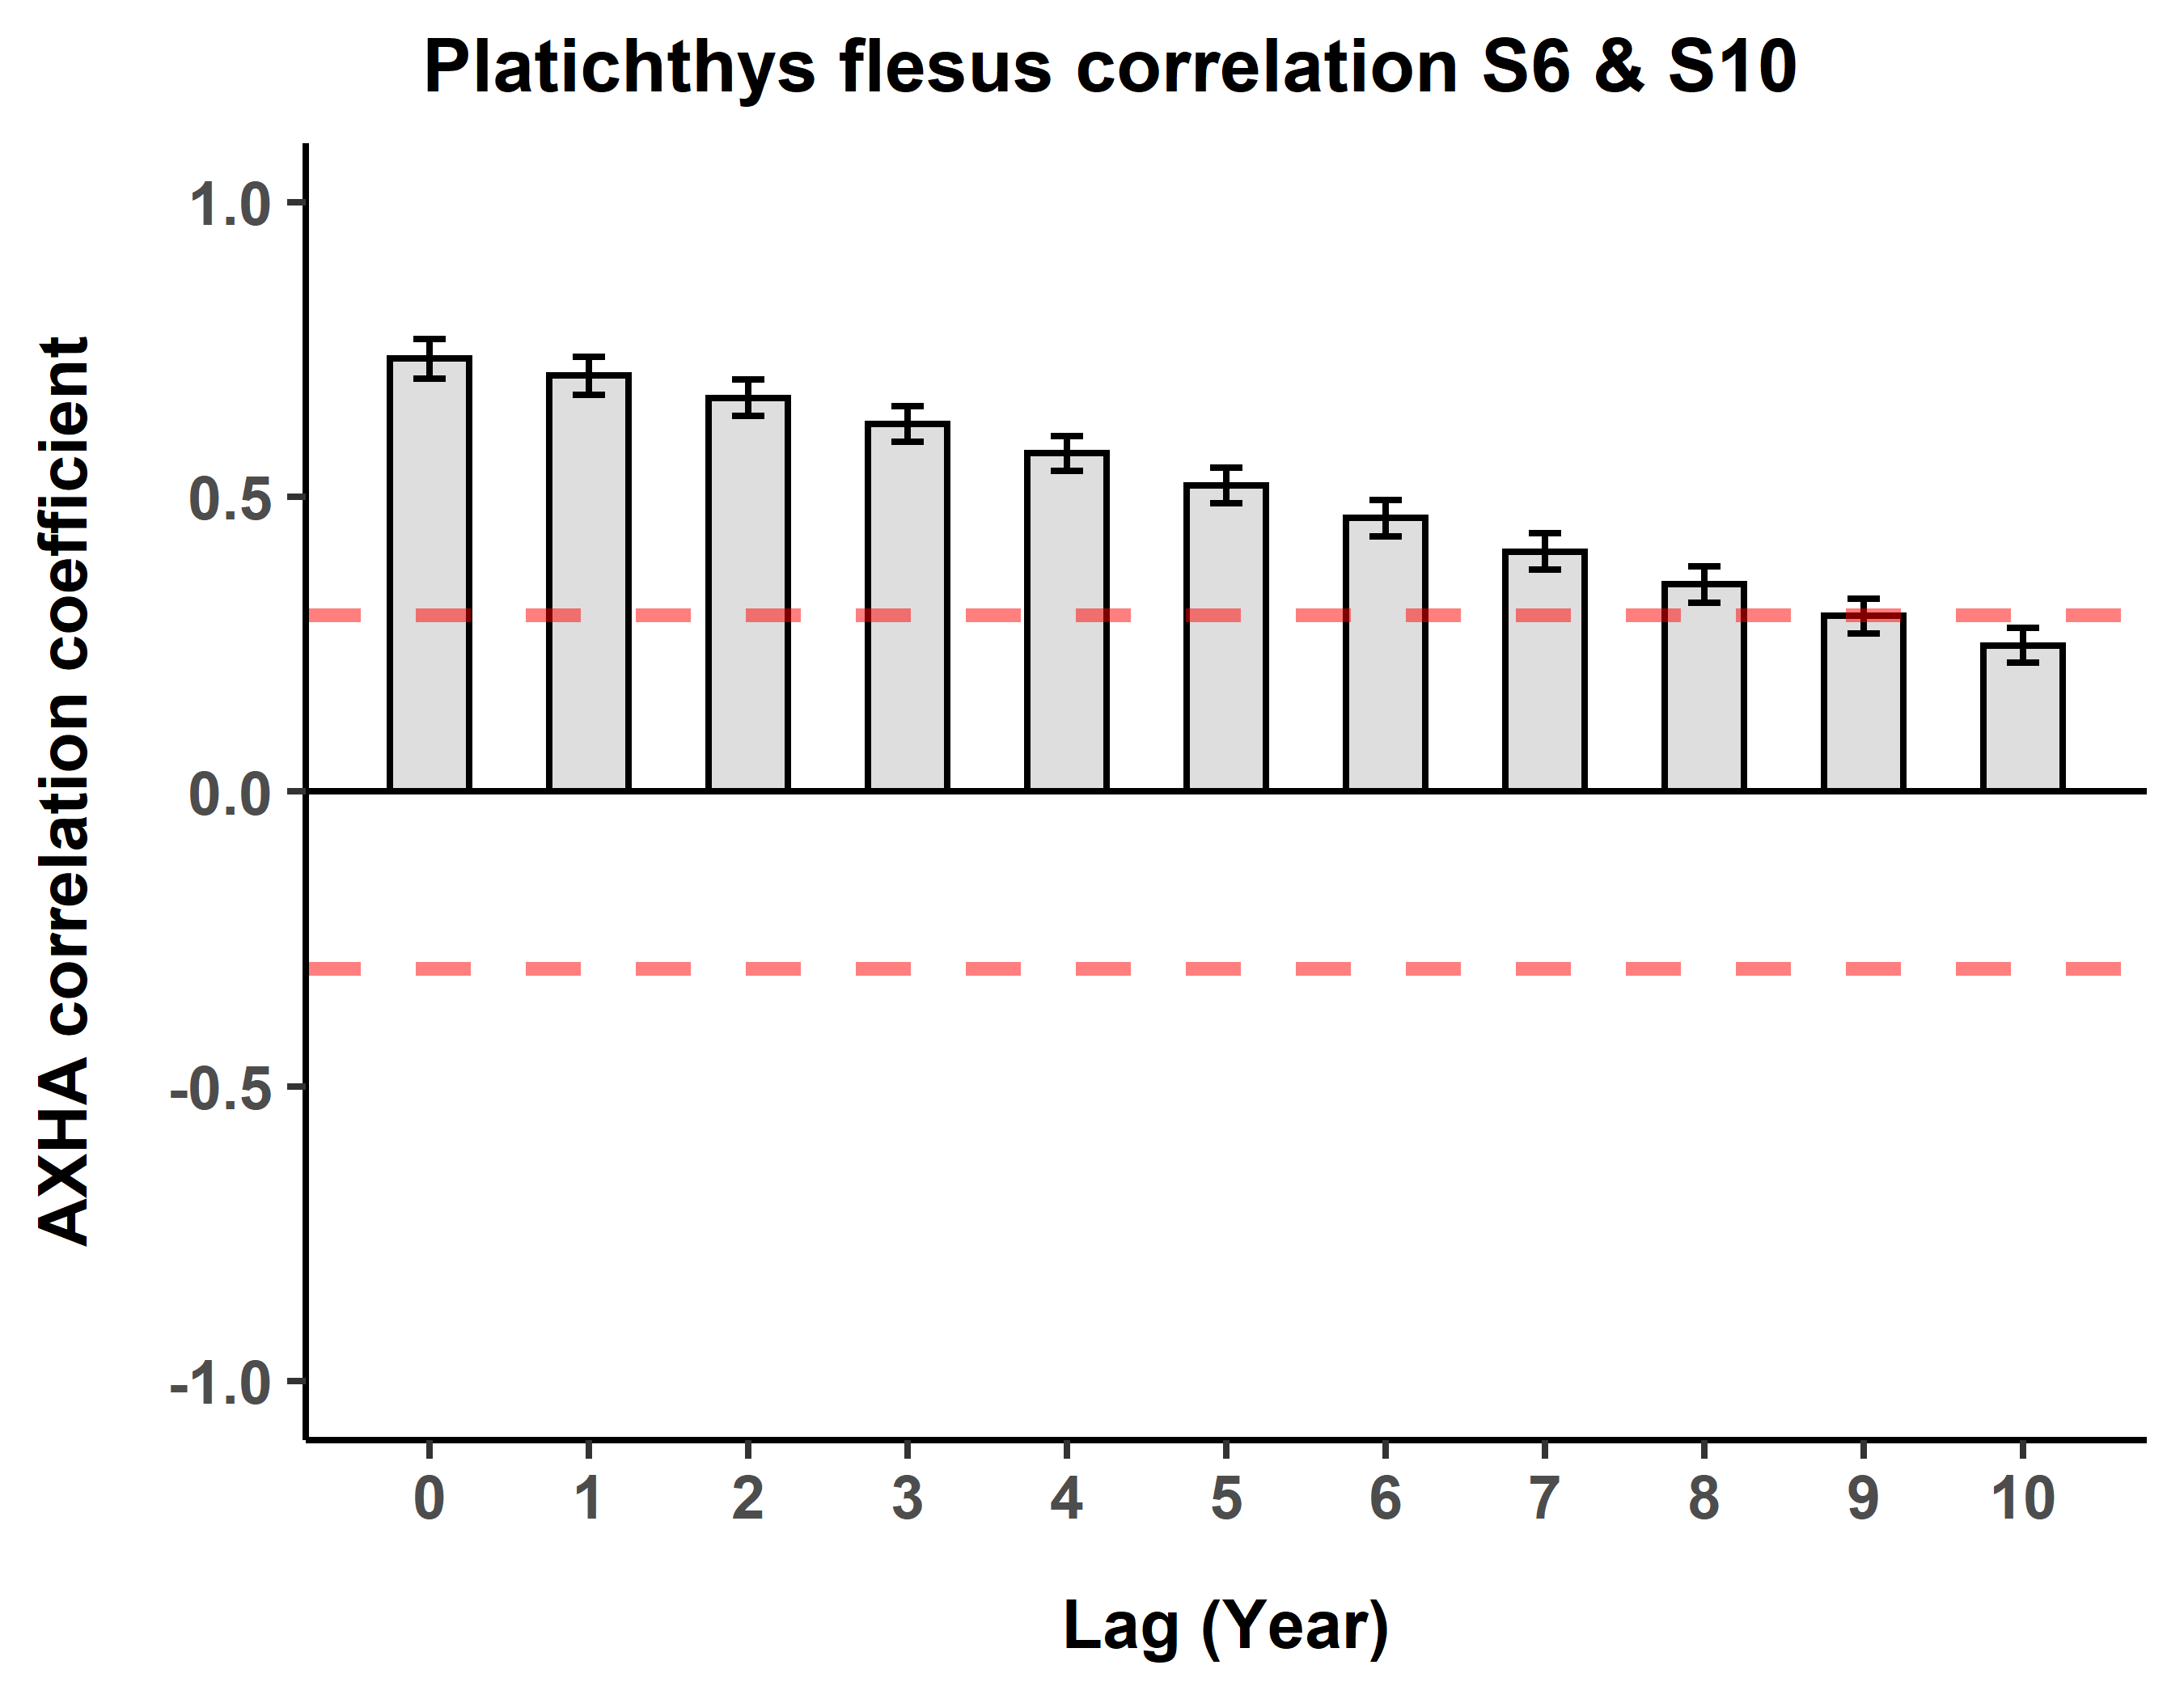 Platichthys flesus correlation S6 & S10
AXHA correlation coefficient
1.0
0.5
0.0
-0.5
-1.0
0 1 2 3 4 5 6 7 8 9 10
Lag (Year)